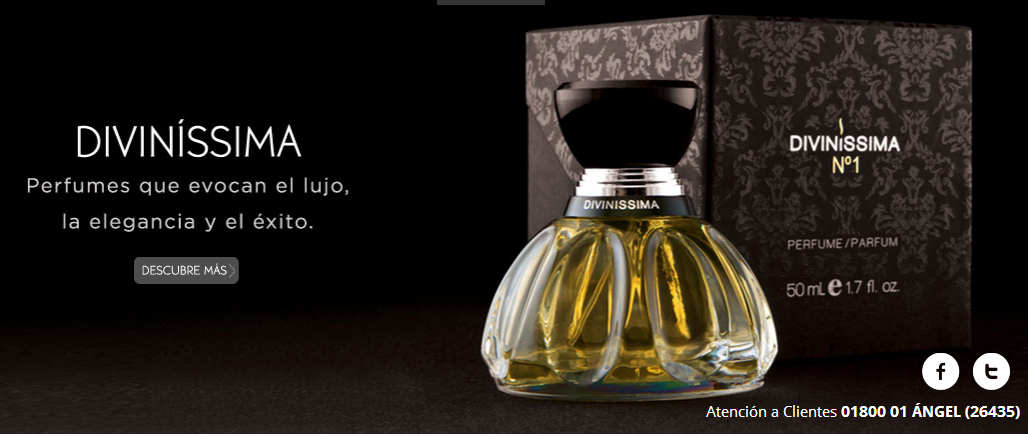 DIVINÍSSIMA
Perfumes que evocan el lujo,
la elegancia y el éxito.
DESCUBRE MÁS
DIVINISSIMA
DIVINÍSSIMA
Nº1
PERFUME/PARFUM
50 mL e 1.7 fl. oz.
Atención a Clientes 01800 01 ÁNGEL (26435)